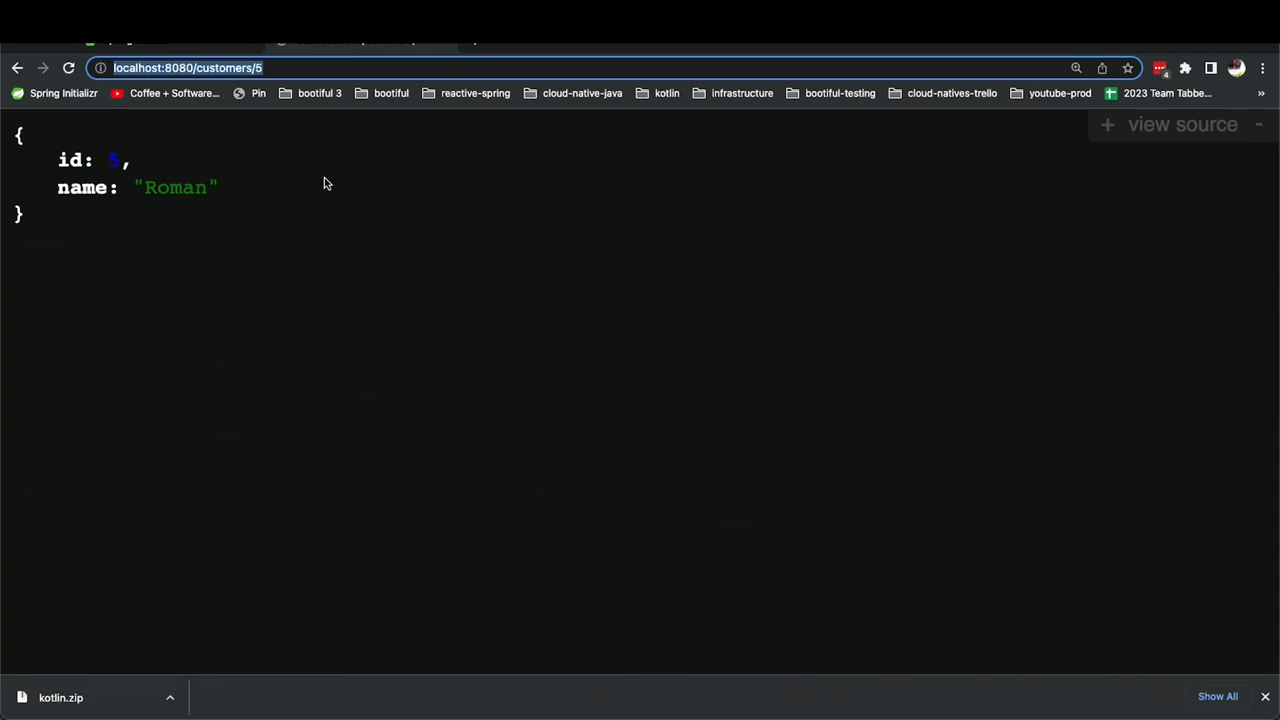 localhost:8080/customers/5
4
Spring Initializr Coffee + Software... Pin bootiful 3 bootiful reactive-spring cloud-native-java kotlin infrastructure bootiful-testing cloud-natives-trello youtube-prod 2023 Team Tabbe... »
+ view source -
{
id: 5,
name: "Roman"
}
kotlin.zip
Show All